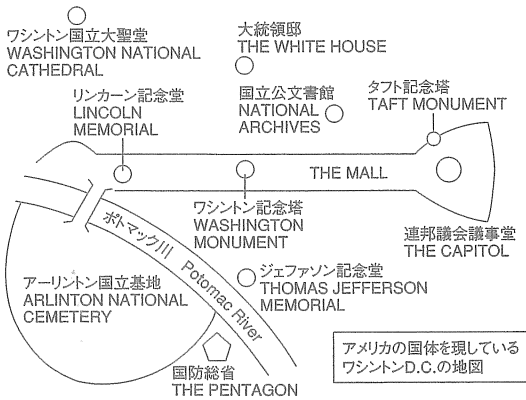 ワシントン国立大聖堂
WASHINGTON NATIONAL
CATHEDRAL
大統領邸
THE WHITE HOUSE
リンカーン記念堂
LINCOLN
MEMORIAL
国立公文書館
NATIONAL
ARCHIVES
タフト記念塔
TAFT MONUMENT
THE MALL
ワシントン記念塔
WASHINGTON
MONUMENT
連邦議会議事堂
THE CAPITOL
ポトマック川 Potomac River
アーリントン国立基地
ARLINTON NATIONAL
CEMETERY
ジェファソン記念堂
THOMAS JEFFERSON
MEMORIAL
国防総省
THE PENTAGON
アメリカの国体を現している
ワシントンD.C.の地図